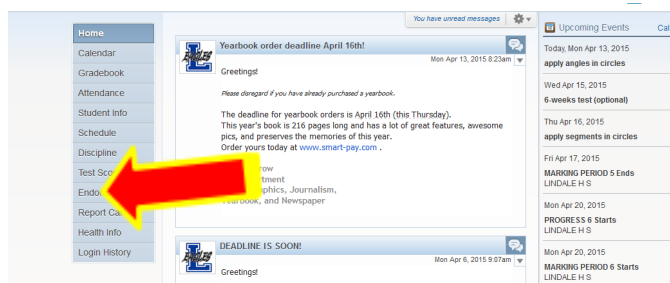 You have unread messages
Home
Calendar
Gradebook
Attendance
Student Info
Schedule
Discipline
Test
Report
Health Info
Login History
EAGLES
Yearbook order deadline April 16th!
Mon Apr 13, 2015 8:23am
Greetings!
Please disregard if you have already purchased a yearbook.
The deadline for yearbook orders is April 16th (this Thursday).
This year's book is 216 pages long and has a lot of great features, awesome
pics, and preserves the memories of this year.
Order yours today at www.smart-pay.com .
Journalism,
Yearbook, and Newspaper
EAGLES
DEADLINE IS SOON!
Mon Apr 6, 2015 9:07am
Greetings!
Upcoming Events
Today, Mon Apr 13, 2015
apply angles in circles
Wed Apr 15, 2015
6-weeks test (optional)
Thu Apr 16, 2015
apply segments in circles
Fri Apr 17, 2015
MARKING PERIOD 5 Ends
LINDALE H S
Mon Apr 20, 2015
PROGRESS 6 Starts
LINDALE H S
Mon Apr 20, 2015
MARKING PERIOD 6 Starts
LINDALE H S